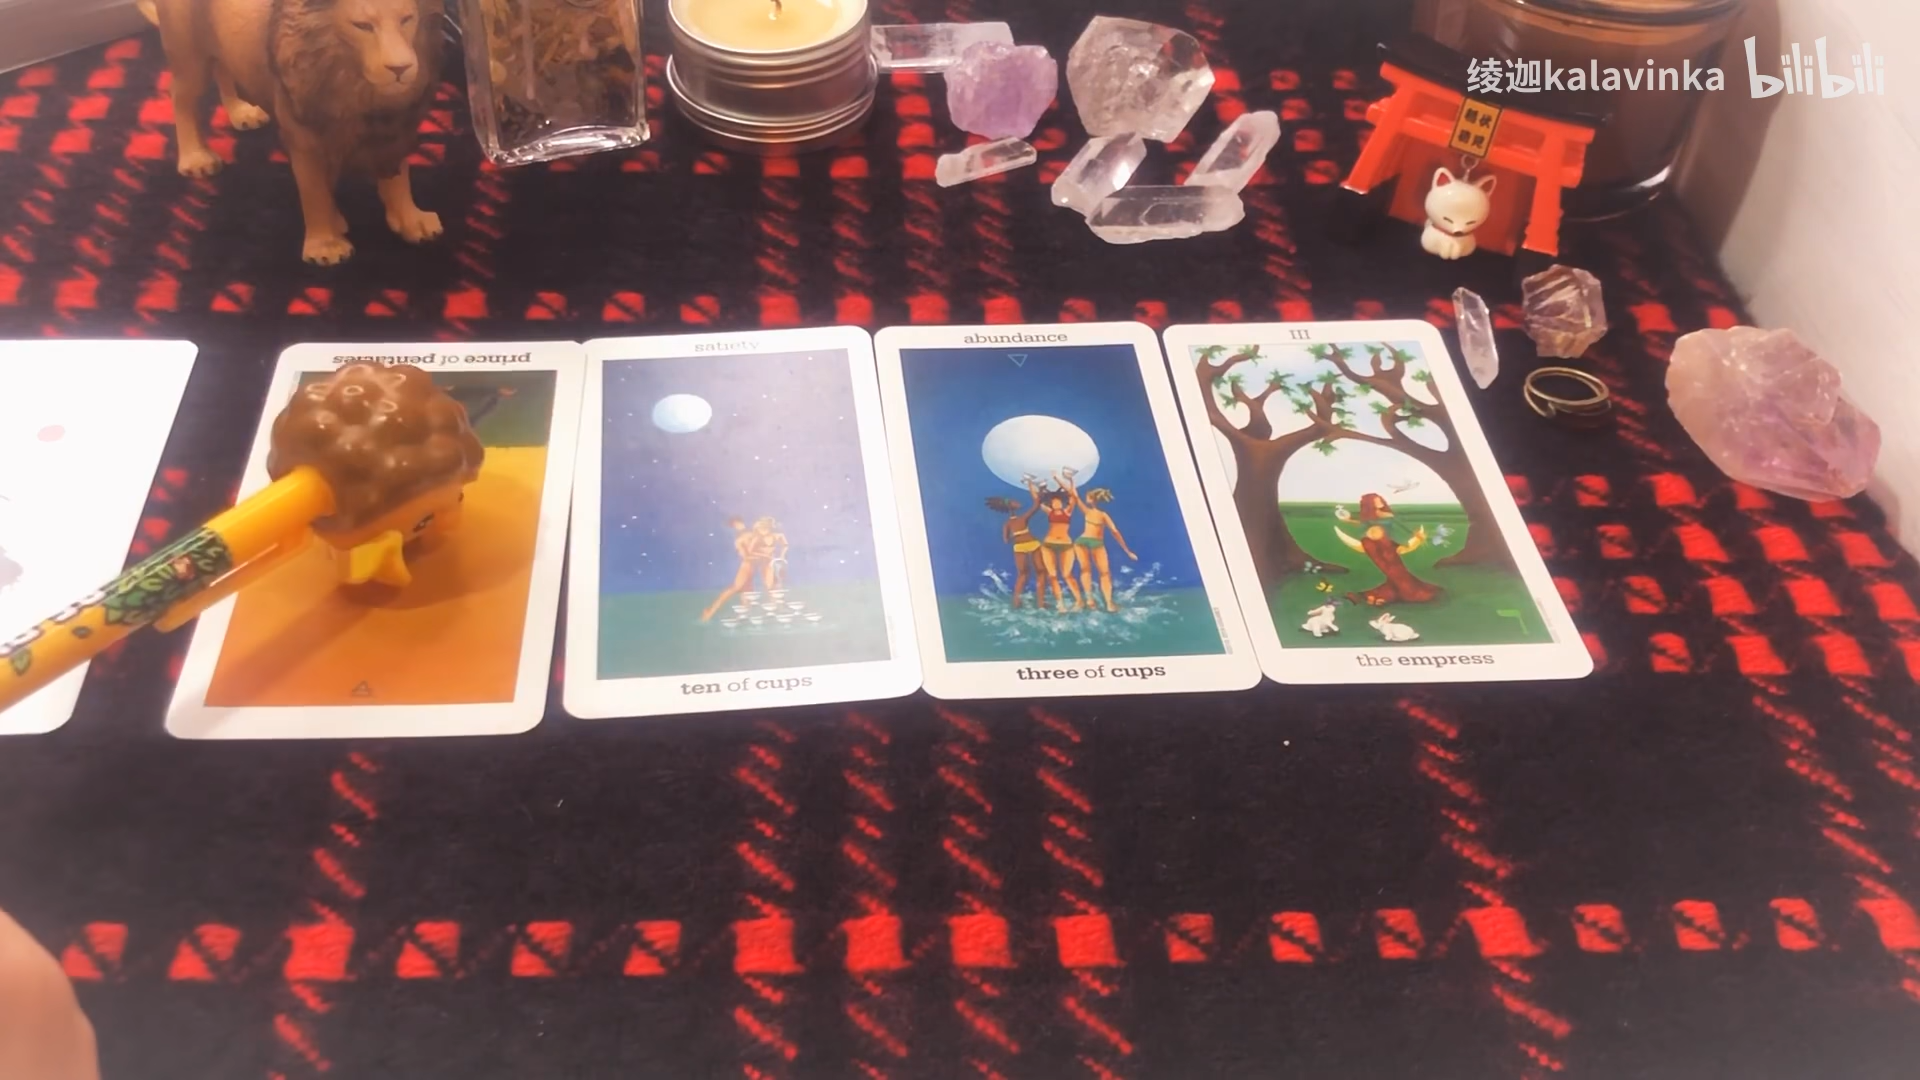 绫迦kalavinka bilibili
prince of pentacles
satiety
ten of cups
abundance
three of cups
III
the empress